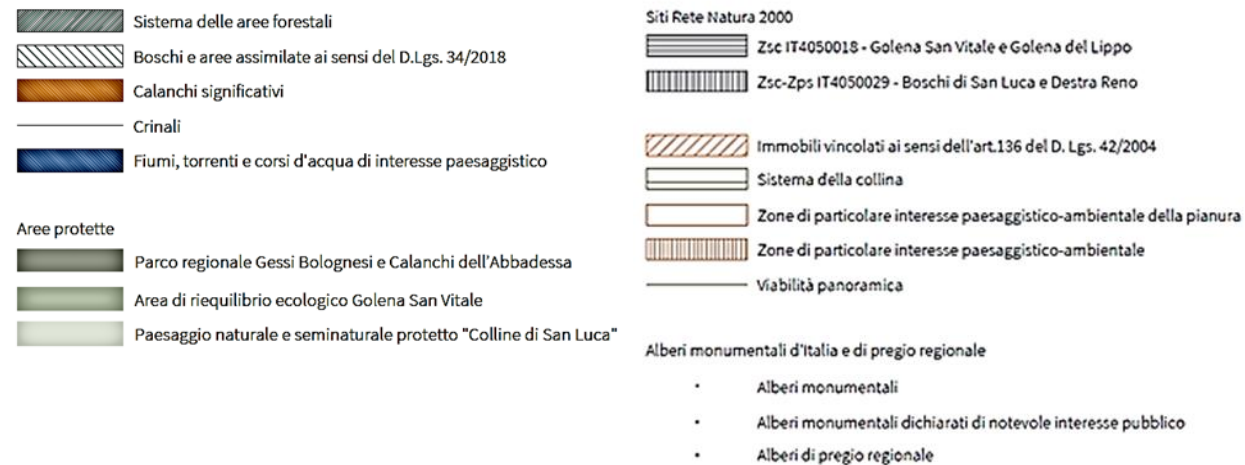 Sistema delle aree forestali
Boschi e aree assimilate ai sensi del D.Lgs. 34/2018
Calanchi significativi
Crinali
Fiumi, torrenti e corsi d'acqua di interesse paesaggistico
Aree protette
Parco regionale Gessi Bolognesi e Calanchi dell'Abbadessa
Area di riequilibrio ecologico Golena San Vitale
Paesaggio naturale e seminaturale protetto "Colline di San Luca"
Siti Rete Natura 2000
Zsc IT4050018 - Golena San Vitale e Golena del Lippo
Zsc-Zps IT4050029 - Boschi di San Luca e Destra Reno
Immobili vincolati ai sensi dell'art.136 del D. Lgs. 42/2004
Sistema della collina
Zone di particolare interesse paesaggistico-ambientale della pianura
Zone di particolare interesse paesaggistico-ambientale
Viabilità panoramica
Alberi monumentali d'Italia e di pregio regionale
Alberi monumentali
Alberi monumentali dichiarati di notevole interesse pubblico
Alberi di pregio regionale